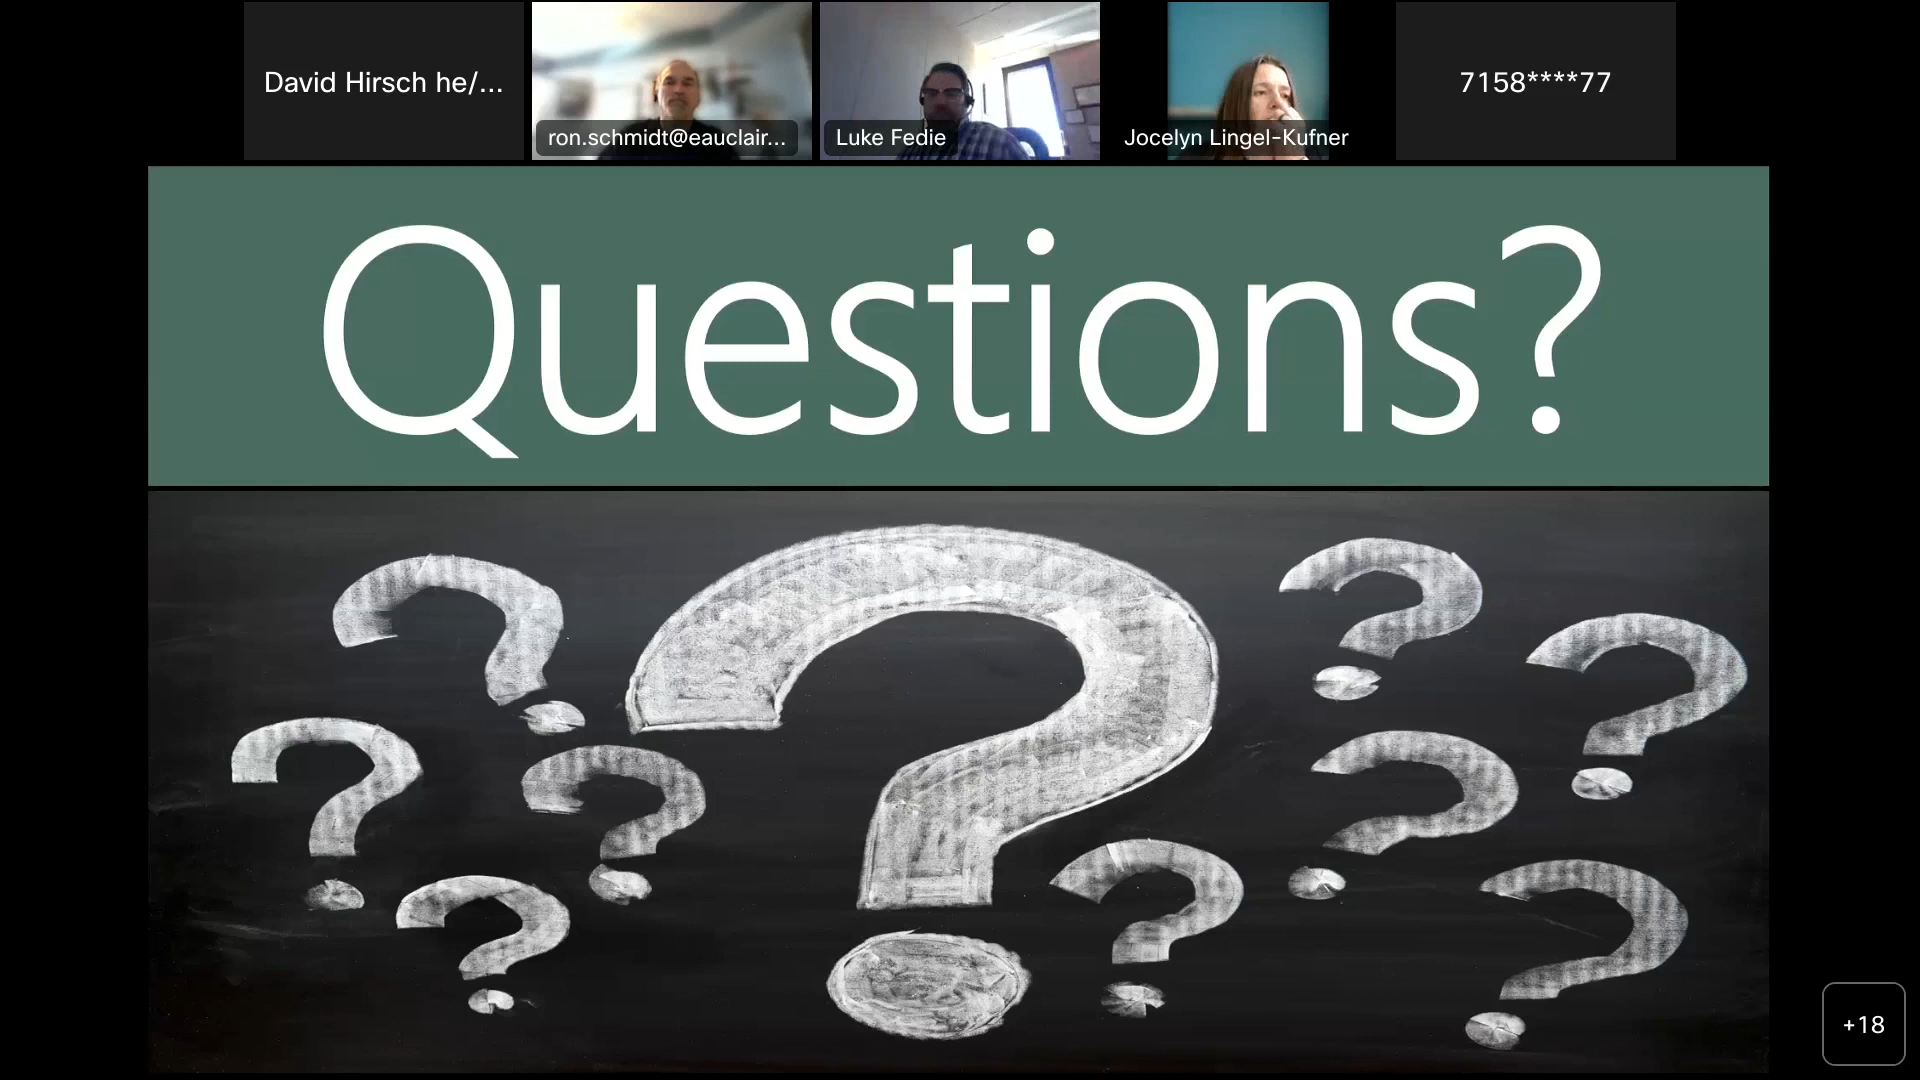 David Hirsch he/...
ron.schmidt@eauclair...
Luke Fedie
Jocelyn Lingel-Kufner
7158****77
Questions?
+18